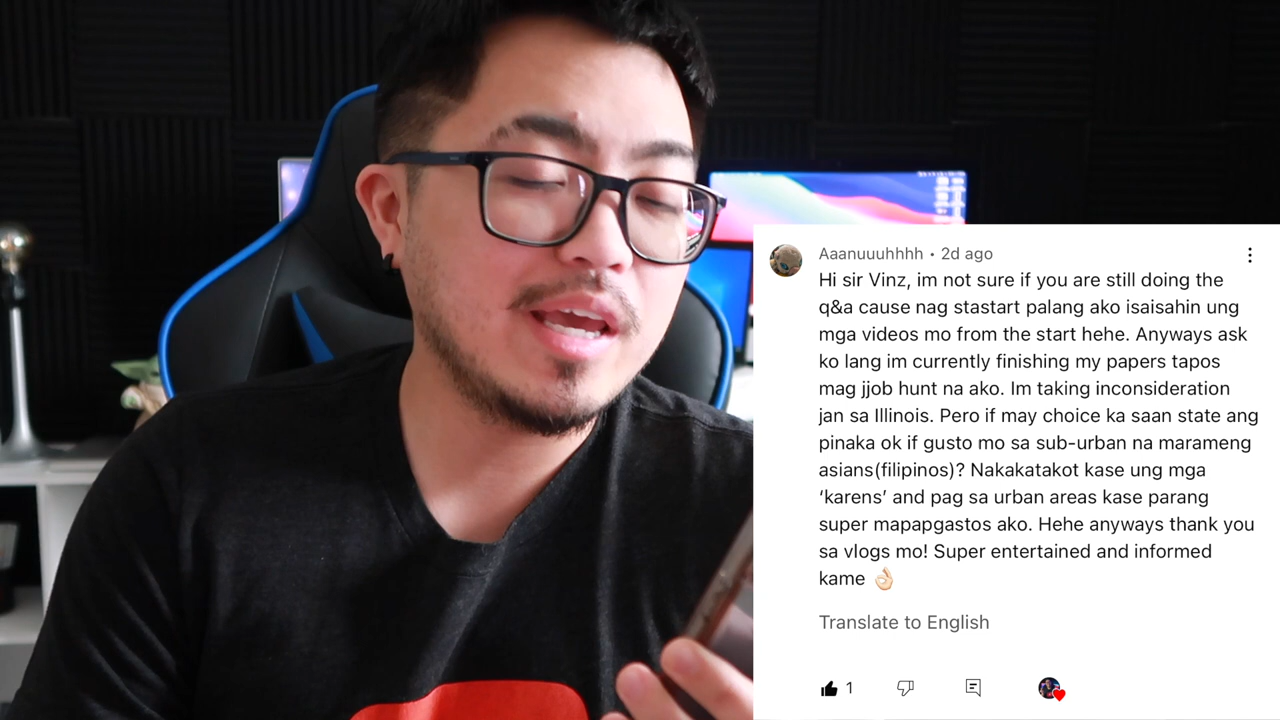 Aaanuuuhhhh • 2d ago
Hi sir Vinz, im not sure if you are still doing the
q&a cause nag stastart palang ako isaisahin ung
mga videos mo from the start hehe. Anyways ask
ko lang im currently finishing my papers tapos
mag jjob hunt na ako. Im taking inconsideration
jan sa Illinois. Pero if may choice ka saan state ang
pinaka ok if gusto mo sa sub-urban na marameng
asians(filipinos)? Nakakatakot kase ung mga
‘karens’ and pag sa urban areas kase parang
super mapapgastos ako. Hehe anyways thank you
sa vlogs mo! Super entertained and informed
kame 👌🏻
Translate to English
1